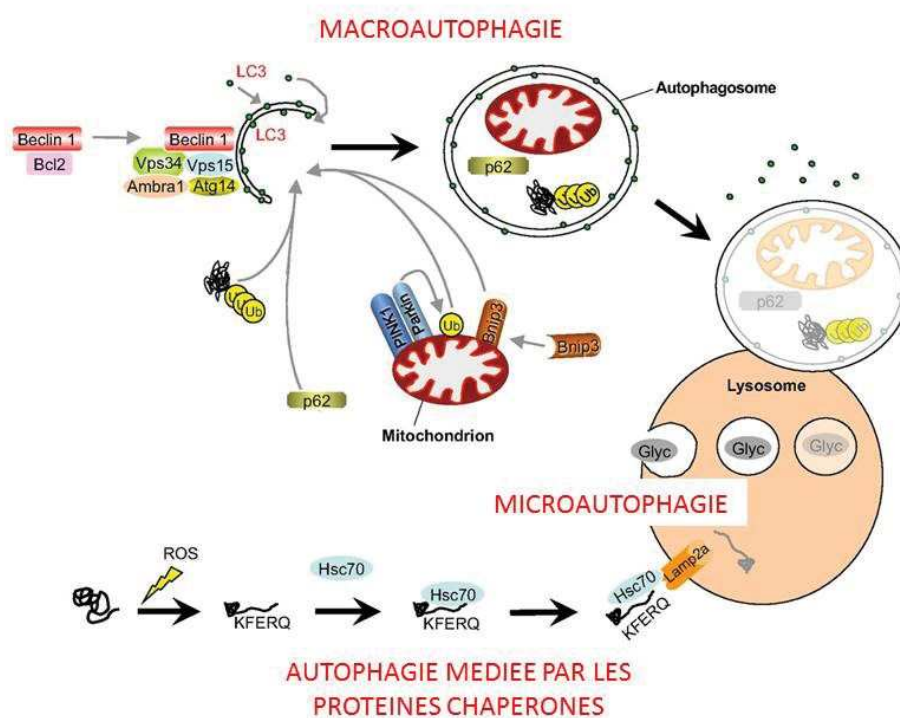 MACROAUTOPHAGIE
LC3
LC3
Beclin 1
Bcl2
Beclin 1
Vps34
Vps15
Ambra1
Atg14
Autophagosome
p62
Ub
Ub
p62
Ub
PINK1
Parkin
Ub
Bnip3
Bnip3
p62
Mitochondrion
Lysosome
Glyc
Glyc
Glyc
MICROAUTOPHAGIE
ROS
Hsc70
Hsc70
KFERQ
KFERQ
Hsc70
Lamp2a
KFERQ
AUTOPHAGIE MEDIEE PAR LES
PROTEINES CHAPERONES